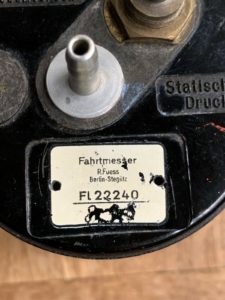 Statisch
Druck
Fahrtmesser
R.Fuess
Berlin-Steglitz
Fl 22240